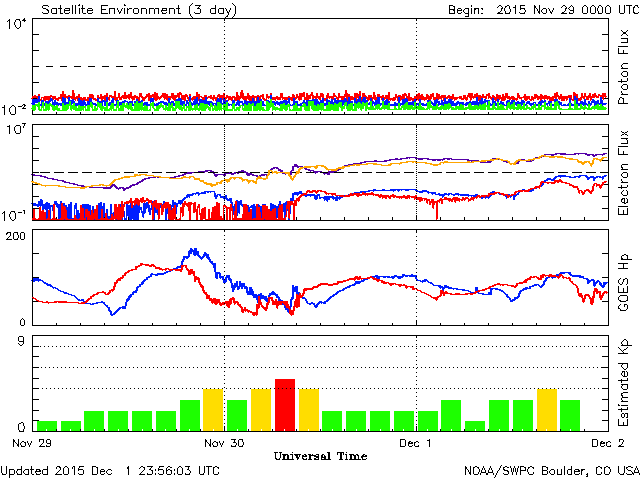 Satellite Environment (3 day) Begin: 2015 Nov 29 0000 UTC
10^4
10^-2
Proton Flux
10^7
10^-1
Electron Flux
200
0
GOES Hp
9
0
Estimated Kp
Nov 29 Nov 30 Dec 1 Dec 2
Universal Time
Updated 2015 Dec 1 23:56:03 UTC NOAA/SWPC Boulder, CO USA